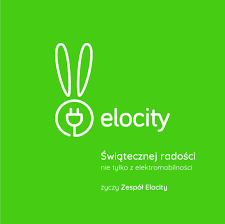 elocity
Świątecznej radości
nie tylko z elektromobilności
życzy Zespół Elocity